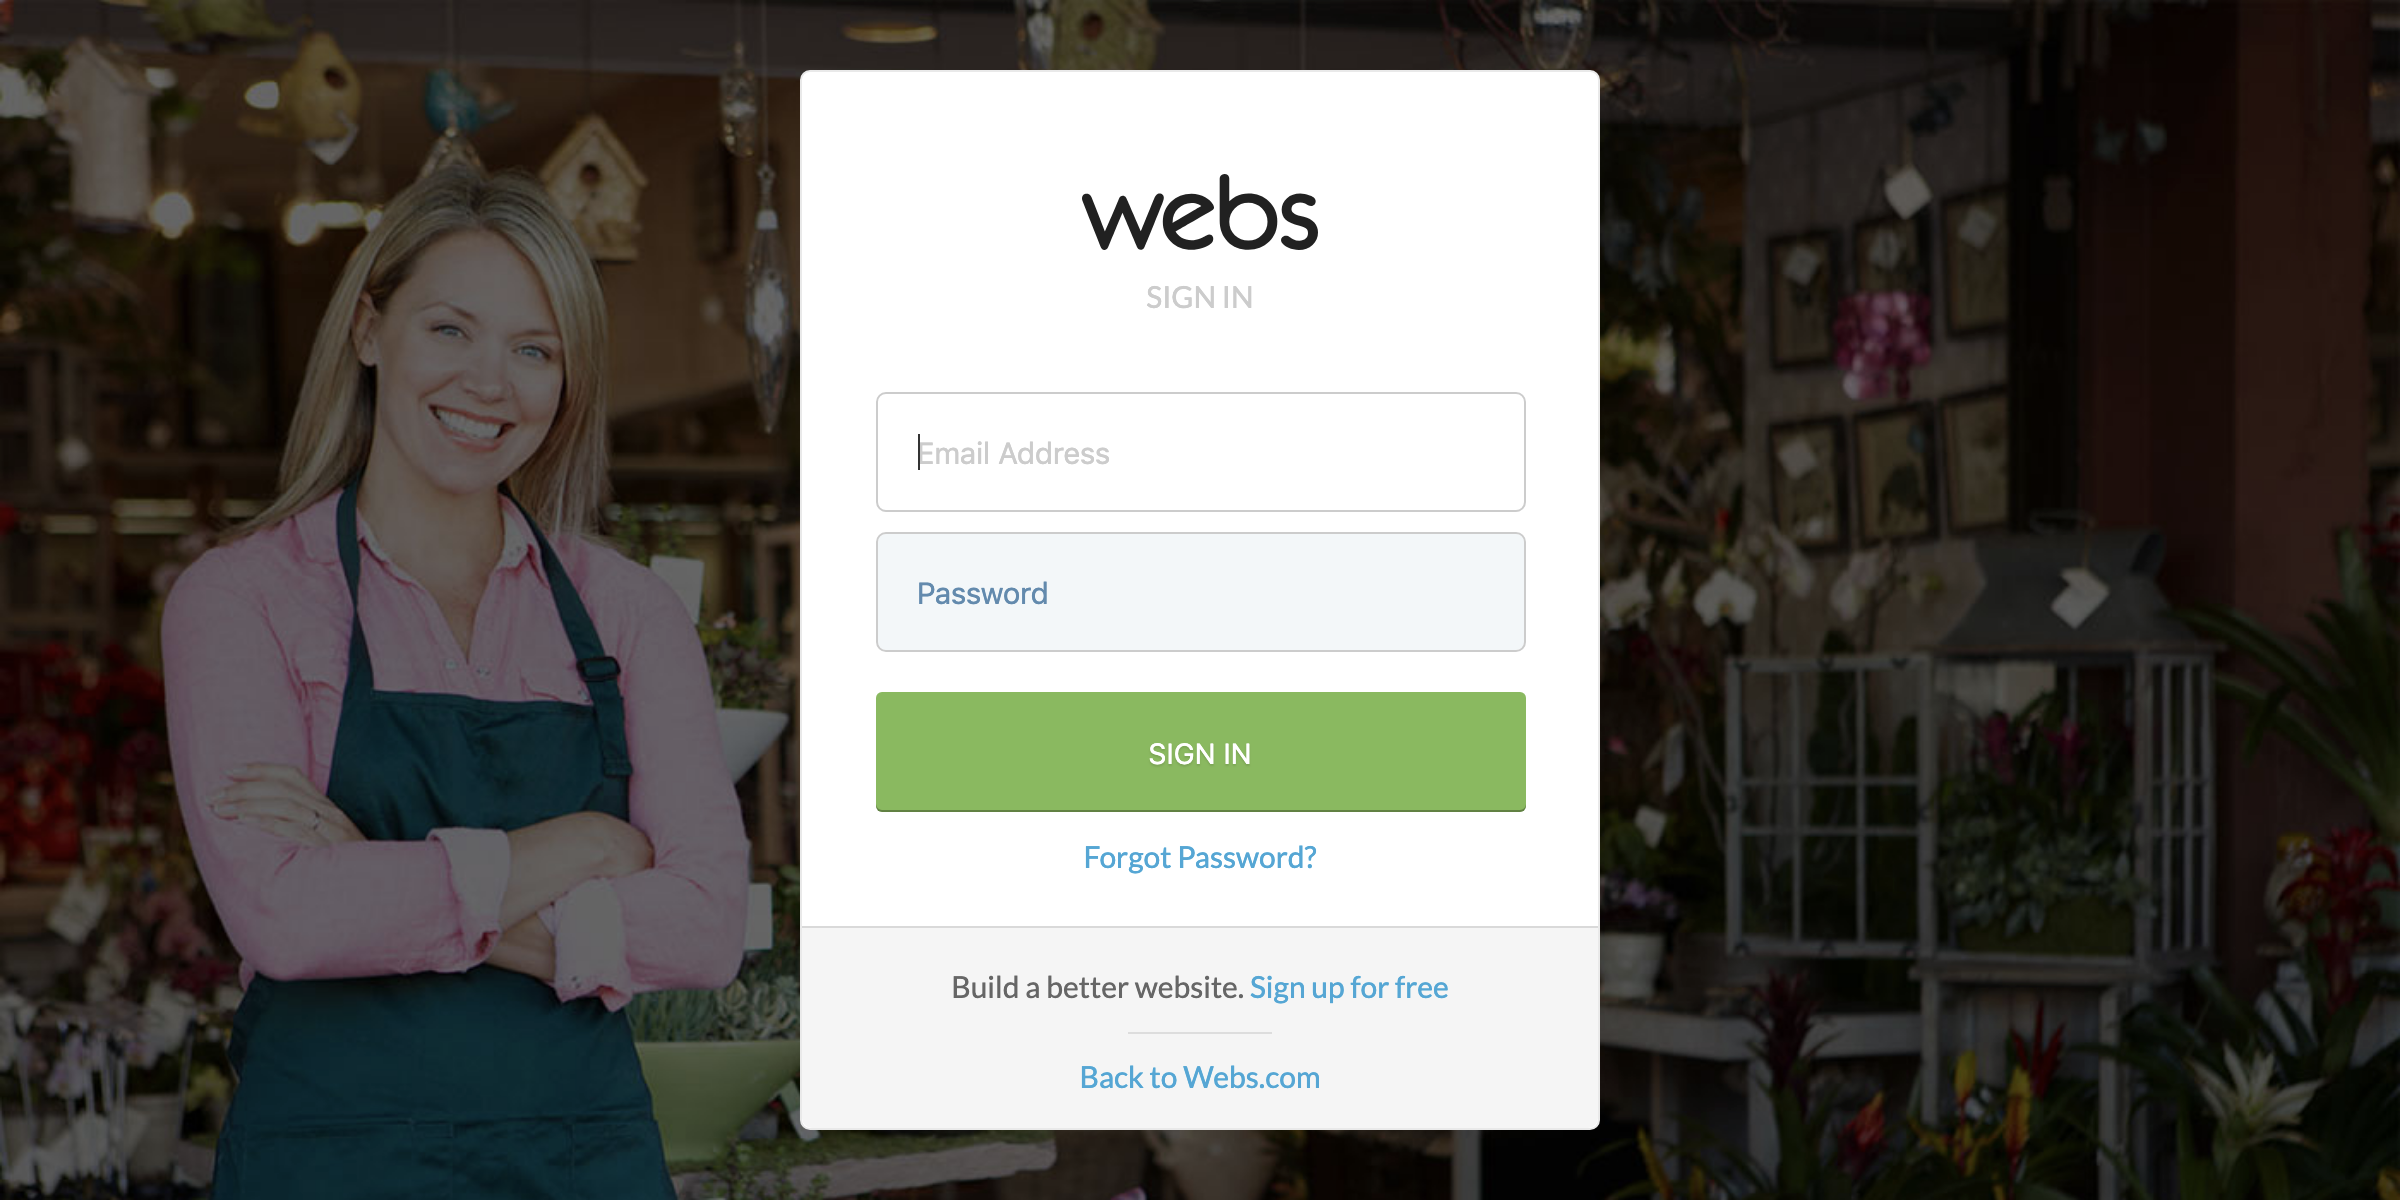 webs
SIGN IN
Email Address
Password
SIGN IN
Forgot Password?
Build a better website. Sign up for free
Back to Webs.com